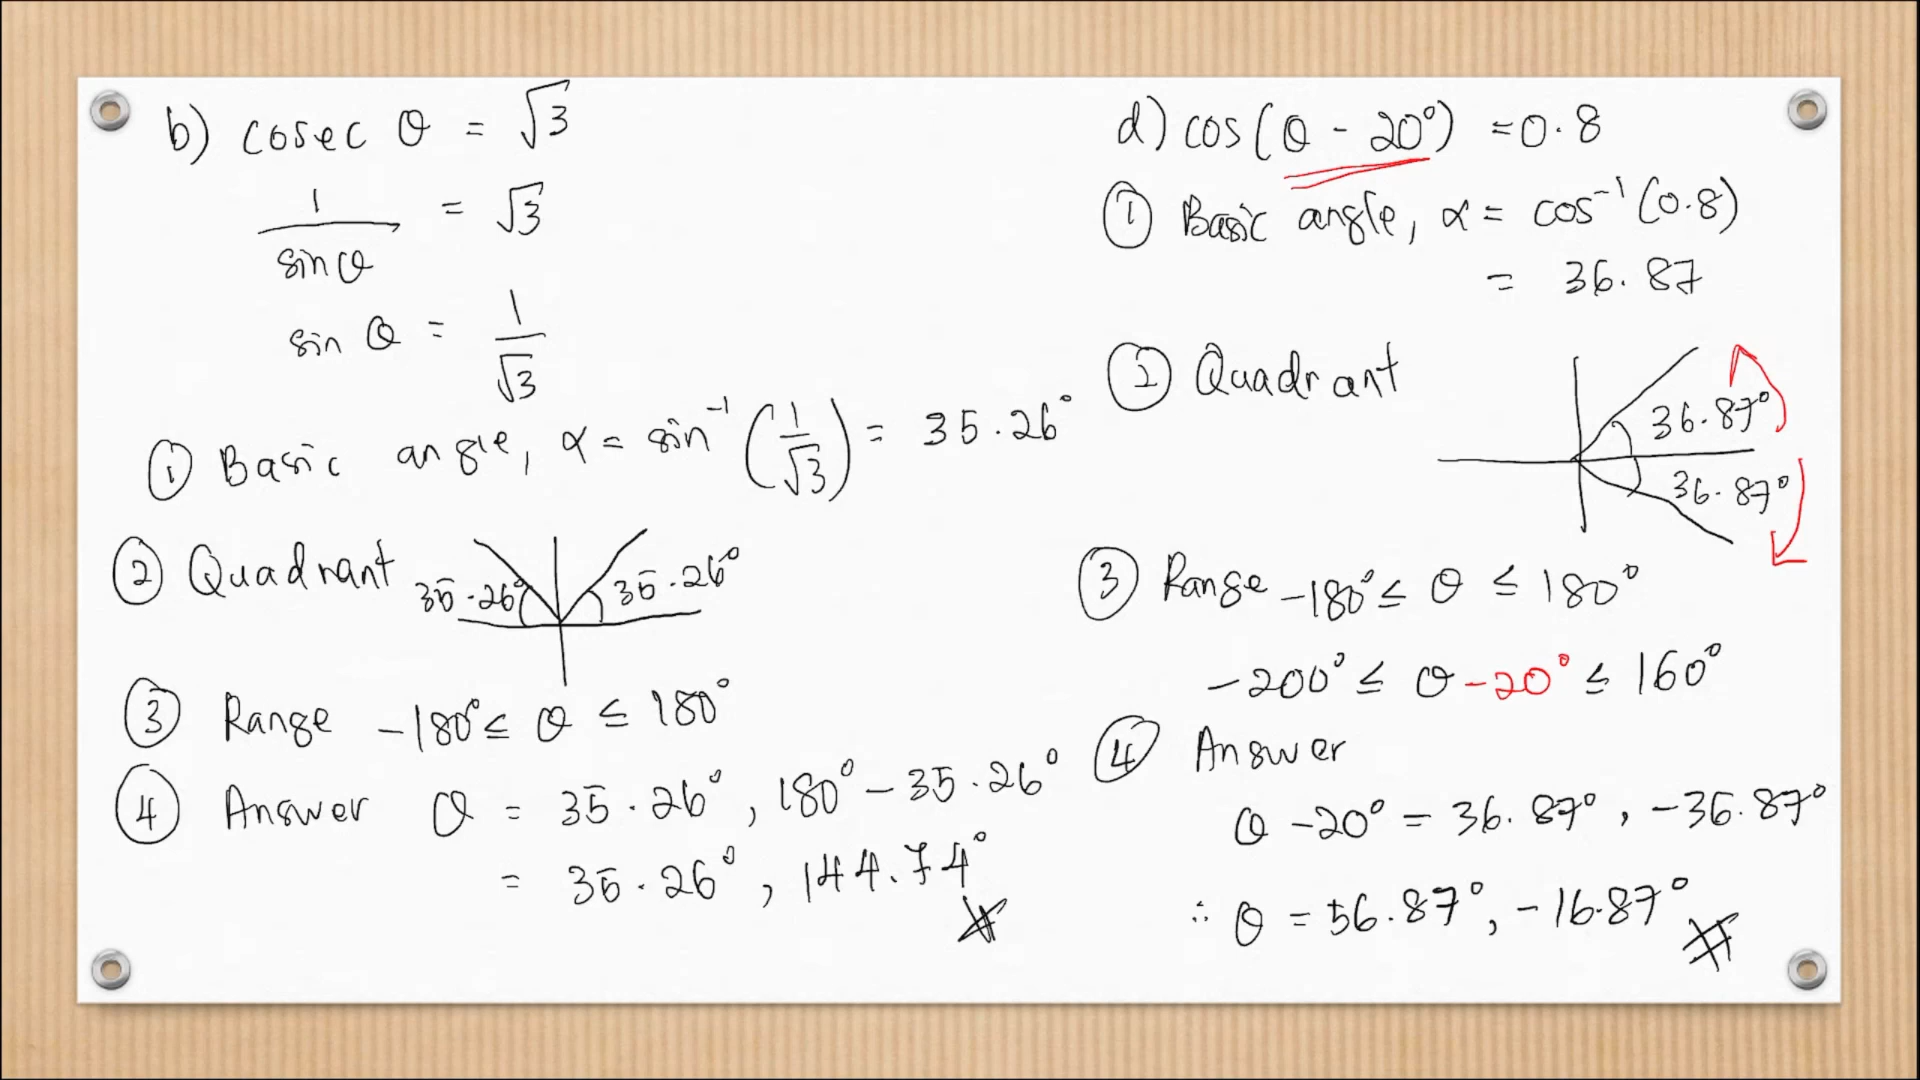 b) cosec θ = √3
1/sin θ = √3
sin θ = 1/√3
① Basic angle, α = sin⁻¹(1/√3) = 35.26°
② Quadrant 35.26° 35.26°
③ Range -180° ≤ θ ≤ 180°
④ Answer θ = 35.26°, 180° - 35.26°
= 35.26°, 144.74°
d) cos(θ - 20°) = 0.8
① Basic angle, α = cos⁻¹(0.8)
= 36.87
② Quadrant 36.87°
36.87°
③ Range -180° ≤ θ ≤ 180°
-200° ≤ θ -20° ≤ 160°
④ Answer
θ -20° = 36.87°, -36.87°
∴ θ = 56.87°, -16.87°